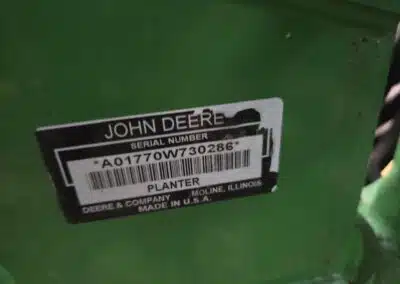 JOHN DEERE
SERIAL NUMBER
*A01770W730286*
PLANTER
DEERE & COMPANY MOLINE, ILLINOIS
MADE IN U.S.A.